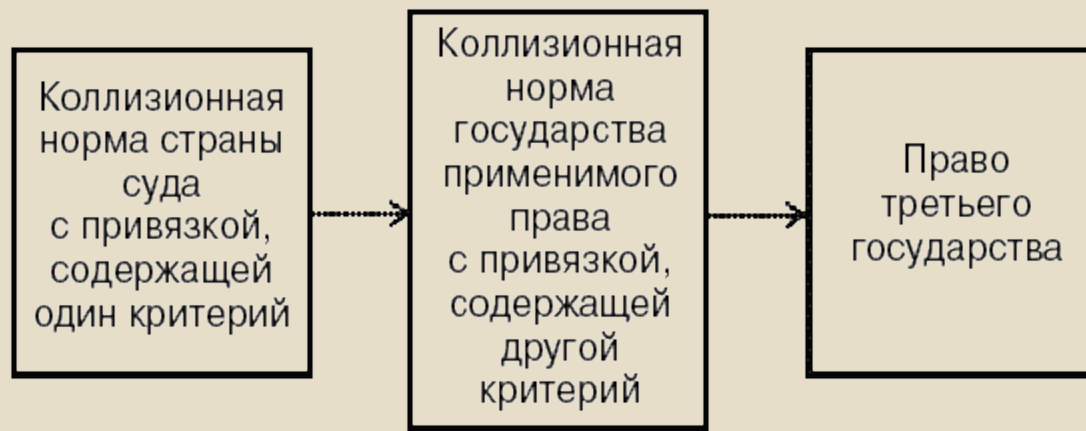 Коллизионная
норма страны
суда
с привязкой,
содержащей
один критерий
Коллизионная
норма
государства
применимого
права
с привязкой,
содержащей
другой
критерий
Право
третьего
государства